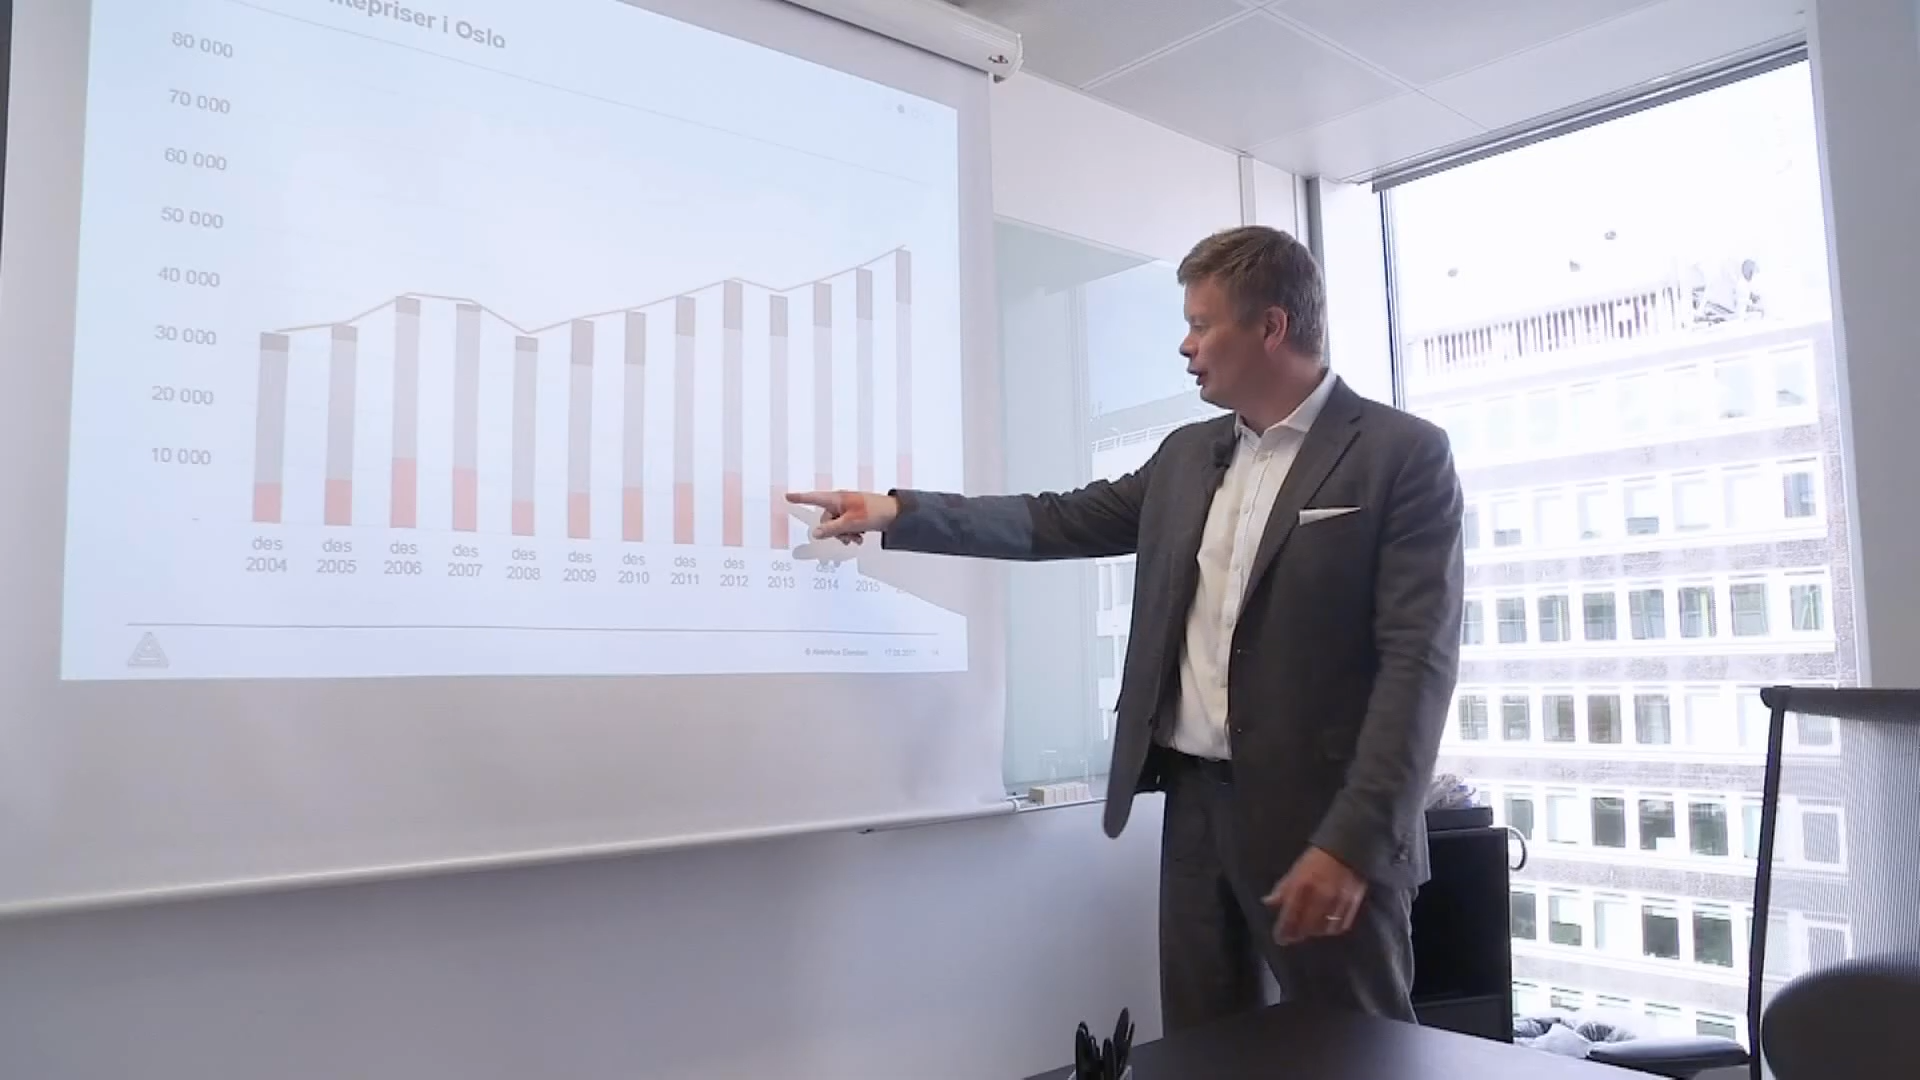 i Oslo
80 000
70 000
60 000
50 000
40 000
30 000
20 000
10 000
-
des 2004
des 2005
des 2006
des 2007
des 2008
des 2009
des 2010
des 2011
des 2012
des 2013
des 2014
2015